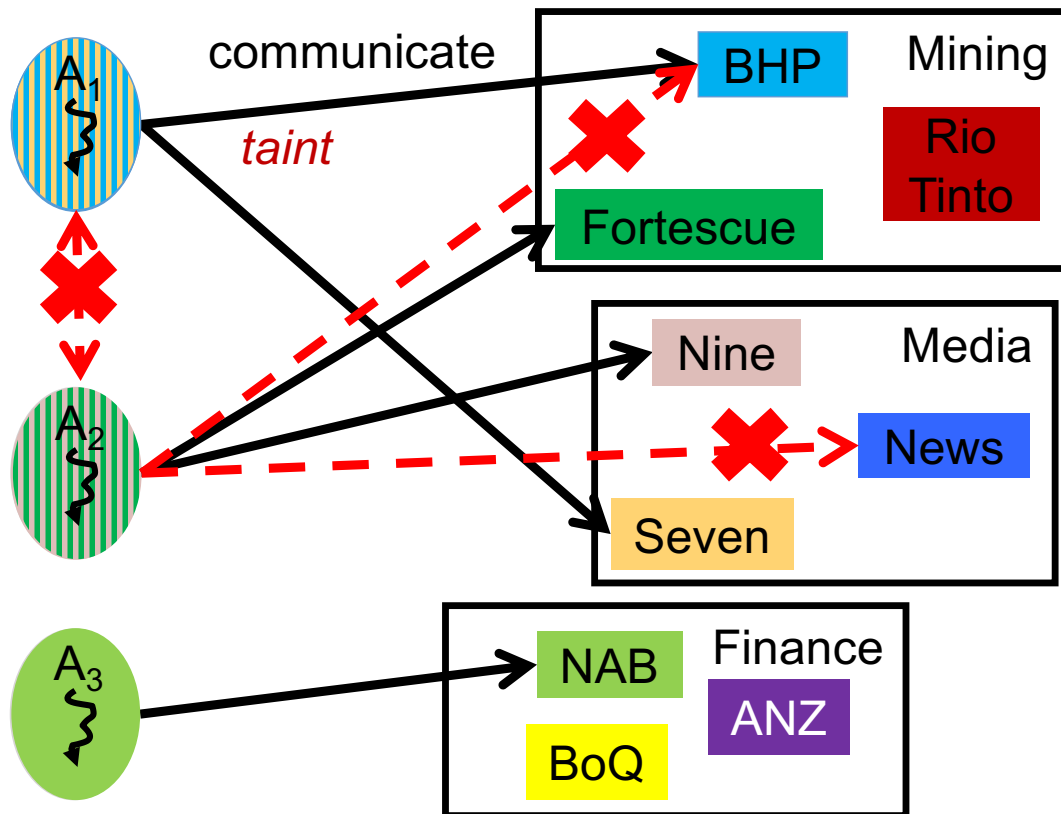 A₁
communicate
taint
BHP
Mining
Rio
Tinto
Fortescue
A₂
Nine
Media
News
Seven
A₃
NAB
Finance
ANZ
BoQ